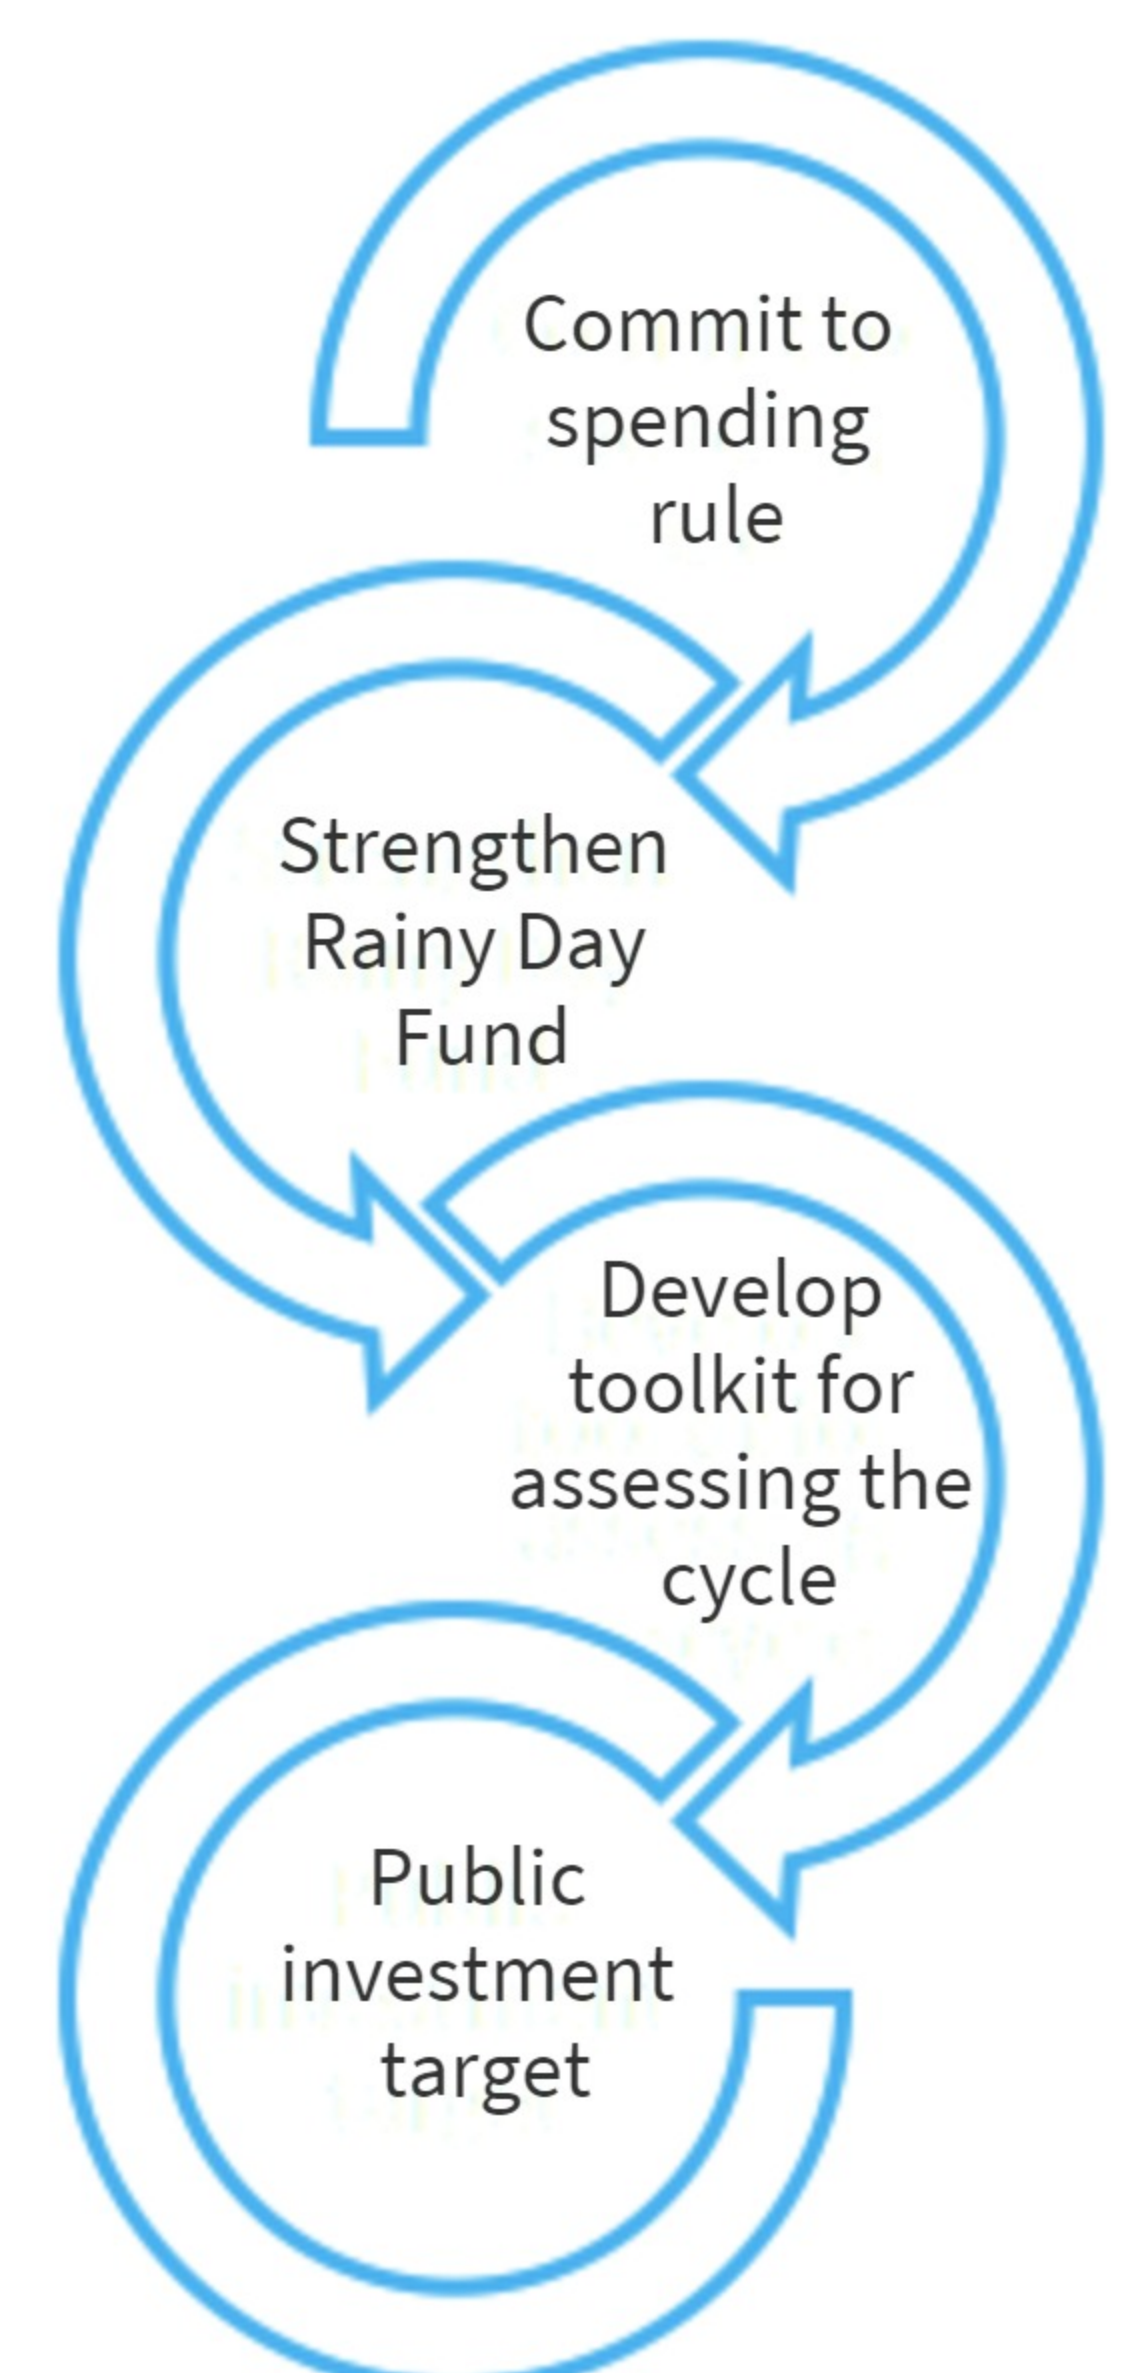 Commit to
spending
rule
Strengthen
Rainy Day
Fund
Develop
toolkit for
assessing the
cycle
Public
investment
target